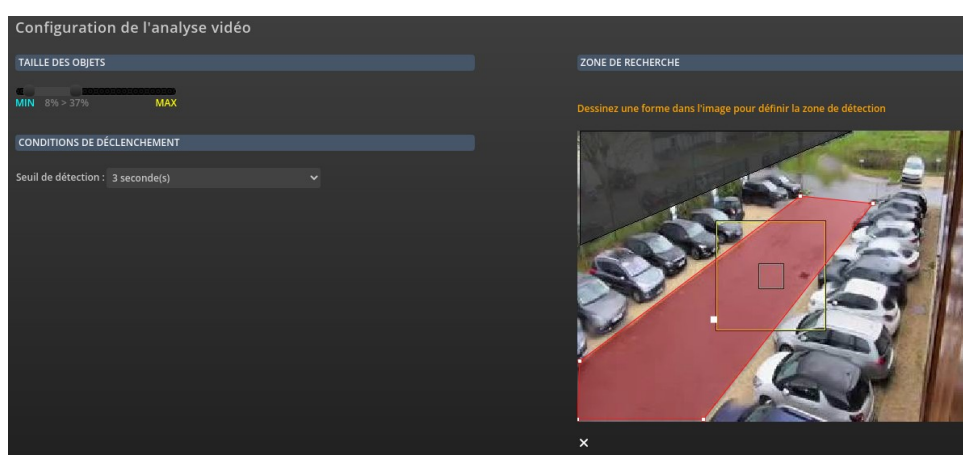 Configuration de l'analyse vidéo
TAILLE DES OBJETS
MIN 8% > 37% MAX
CONDITIONS DE DÉCLENCHEMENT
Seuil de détection : 3 seconde(s)
ZONE DE RECHERCHE
Dessinez une forme dans l'image pour définir la zone de détection